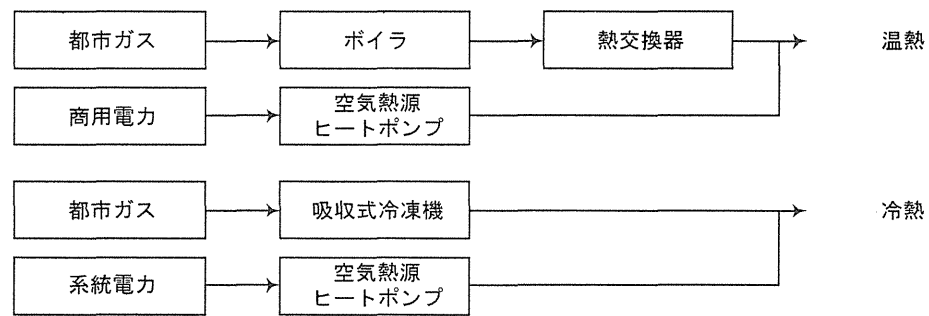 都市ガス
ボイラ
熱交換器
温熱
商用電力
空気熱源
ヒートポンプ
都市ガス
吸収式冷凍機
冷熱
系統電力
空気熱源
ヒートポンプ